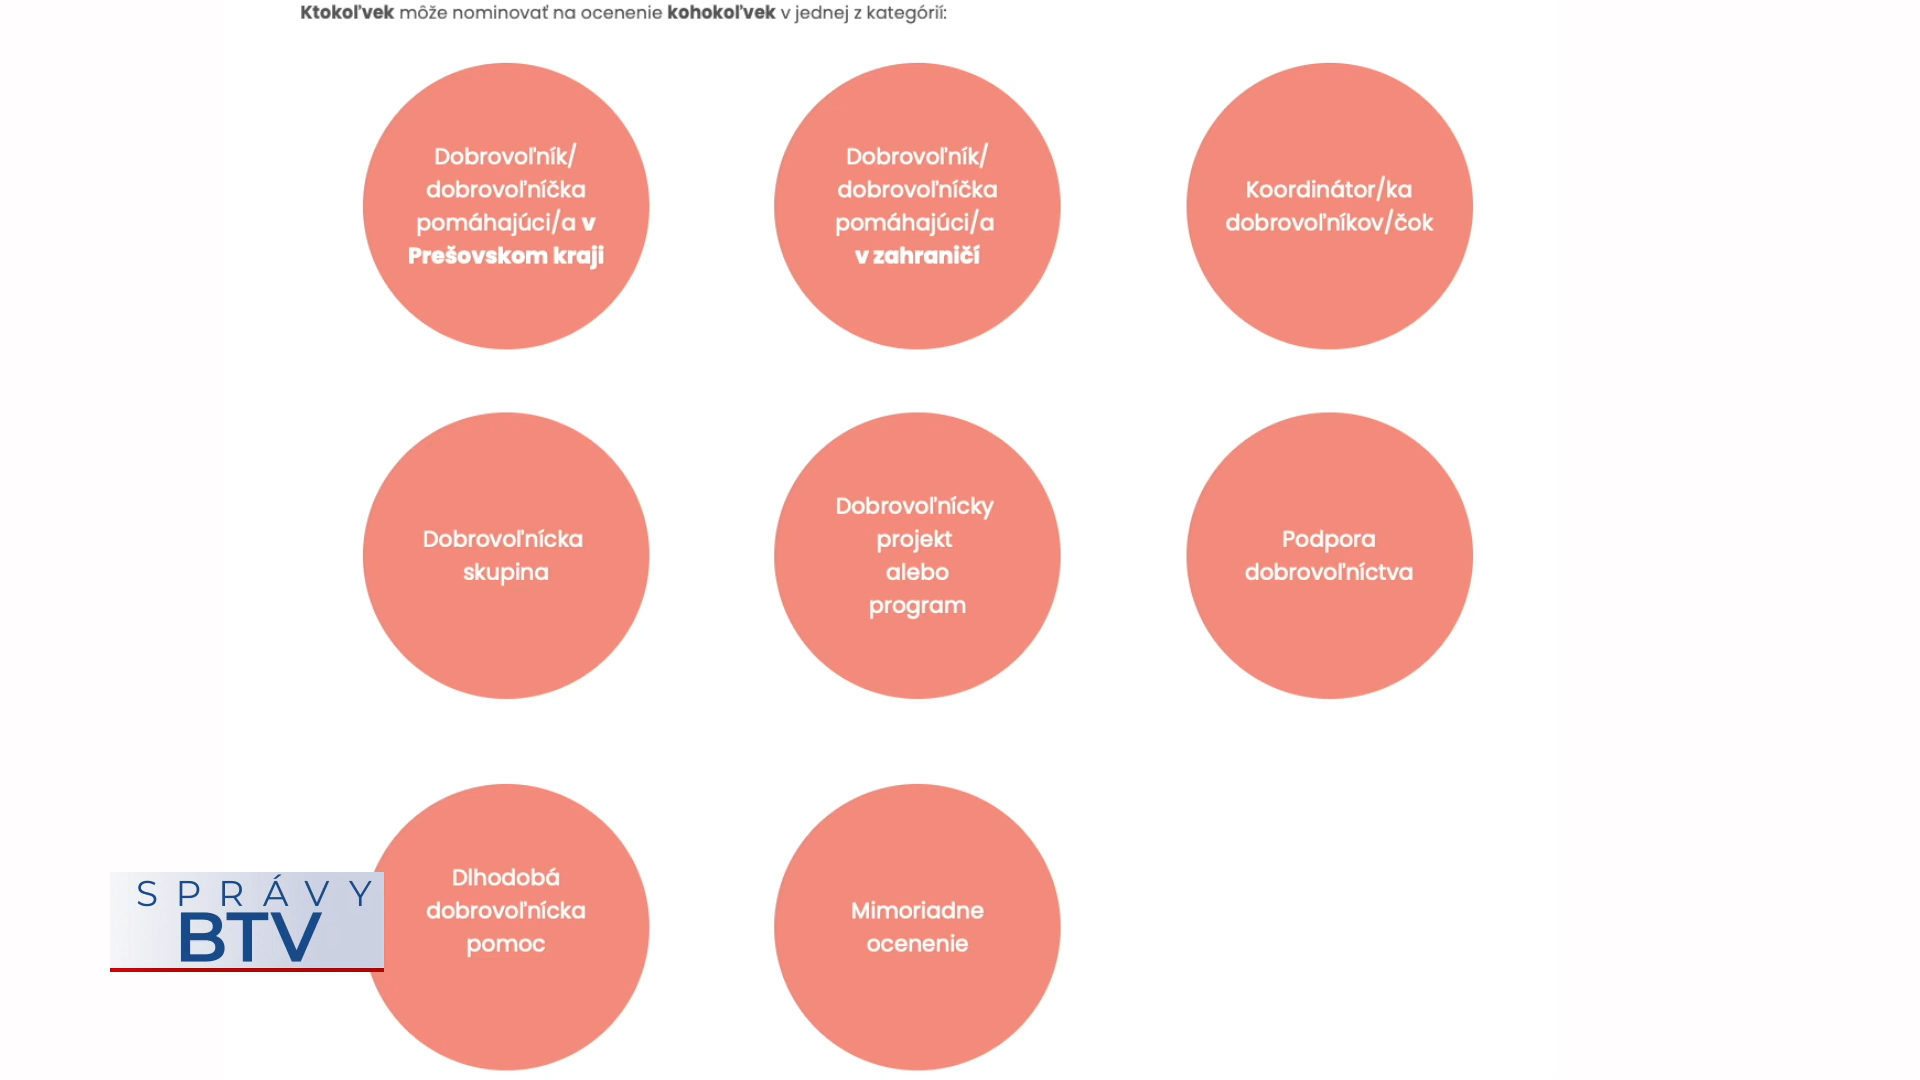 Ktokoľvek môže nominovať na ocenenie kohokoľvek v jednej z kategórií:
Dobrovoľník/
dobrovoľníčka
pomáhajúci/a v
Prešovskom kraji
Dobrovoľník/
dobrovoľníčka
pomáhajúci/a
v zahraničí
Koordinátor/ka
dobrovoľníkov/čok
Dobrovoľnícka
skupina
Dobrovoľnícky
projekt
alebo
program
Podpora
dobrovoľníctva
Dlhodobá
dobrovoľnícka
pomoc
Mimoriadne
ocenenie
SPRÁVY
BTV